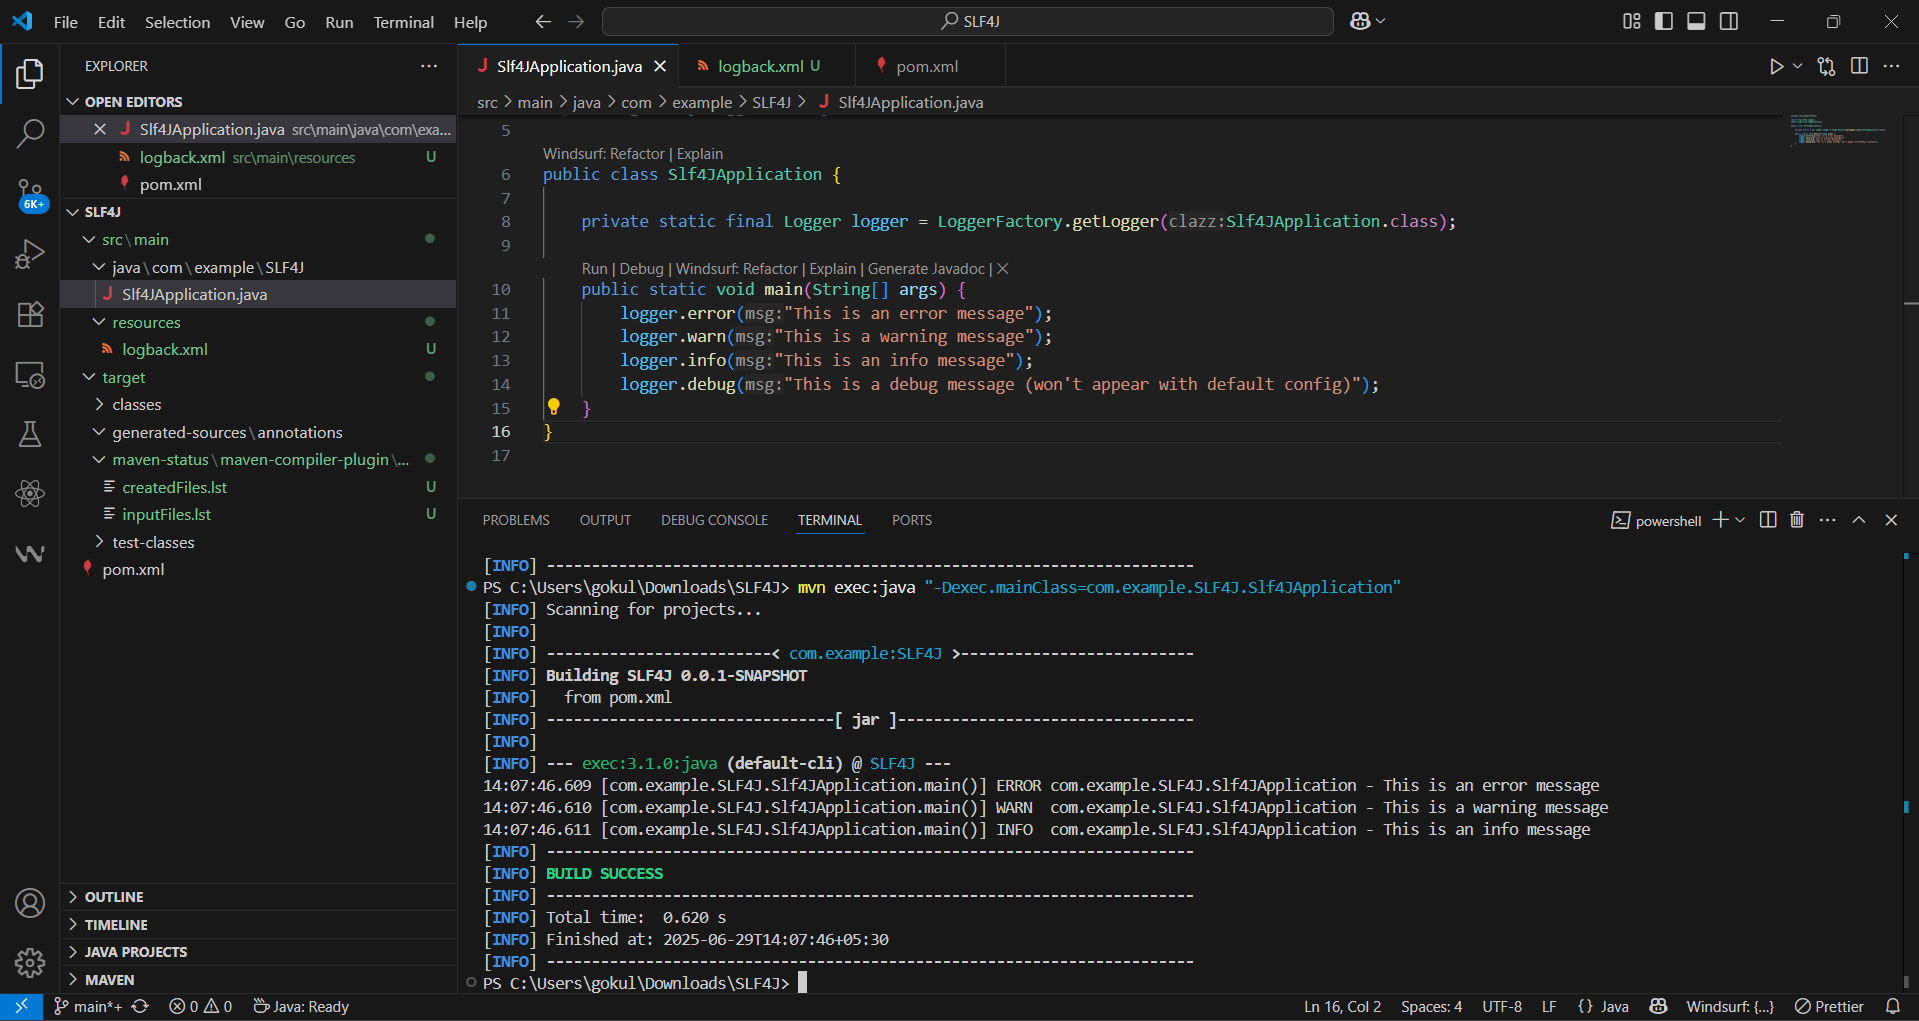 File Edit Selection View Go Run Terminal Help
SLF4J
EXPLORER
OPEN EDITORS
Slf4JApplication.java src\main\java\com\exa...
logback.xml src\main\resources U
pom.xml
SLF4J
src\main
java\com\example\SLF4J
Slf4JApplication.java
resources
logback.xml U
target
classes
generated-sources\annotations
maven-status\maven-compiler-plugin\...
createdFiles.lst U
inputFiles.lst U
test-classes
pom.xml
OUTLINE
TIMELINE
JAVA PROJECTS
MAVEN
6K+
Slf4JApplication.java
logback.xml U
pom.xml
src > main > java > com > example > SLF4J > Slf4JApplication.java
5
Windsurf: Refactor | Explain
6 public class Slf4JApplication {
7
8 private static final Logger logger = LoggerFactory.getLogger(clazz:Slf4JApplication.class);
9
Run | Debug | Windsurf: Refactor | Explain | Generate Javadoc | X
10 public static void main(String[] args) {
11 logger.error(msg:"This is an error message");
12 logger.warn(msg:"This is a warning message");
13 logger.info(msg:"This is an info message");
14 logger.debug(msg:"This is a debug message (won't appear with default config)");
15 }
16 }
17
PROBLEMS OUTPUT DEBUG CONSOLE TERMINAL PORTS
powershell
[INFO] ------------------------------------------------------------------------
PS C:\Users\gokul\Downloads\SLF4J> mvn exec:java "-Dexec.mainClass=com.example.SLF4J.Slf4JApplication"
[INFO] Scanning for projects...
[INFO]
[INFO] -------------------------< com.example:SLF4J >--------------------------
[INFO] Building SLF4J 0.0.1-SNAPSHOT
[INFO] from pom.xml
[INFO] --------------------------------[ jar ]---------------------------------
[INFO]
[INFO] --- exec:3.1.0:java (default-cli) @ SLF4J ---
14:07:46.609 [com.example.SLF4J.Slf4JApplication.main()] ERROR com.example.SLF4J.Slf4JApplication - This is an error message
14:07:46.610 [com.example.SLF4J.Slf4JApplication.main()] WARN com.example.SLF4J.Slf4JApplication - This is a warning message
14:07:46.611 [com.example.SLF4J.Slf4JApplication.main()] INFO com.example.SLF4J.Slf4JApplication - This is an info message
[INFO] ------------------------------------------------------------------------
[INFO] BUILD SUCCESS
[INFO] ------------------------------------------------------------------------
[INFO] Total time: 0.620 s
[INFO] Finished at: 2025-06-29T14:07:46+05:30
[INFO] ------------------------------------------------------------------------
PS C:\Users\gokul\Downloads\SLF4J>
main*+ 0 0 Java: Ready
Ln 16, Col 2 Spaces: 4 UTF-8 LF {} Java Windsurf: {...} Prettier